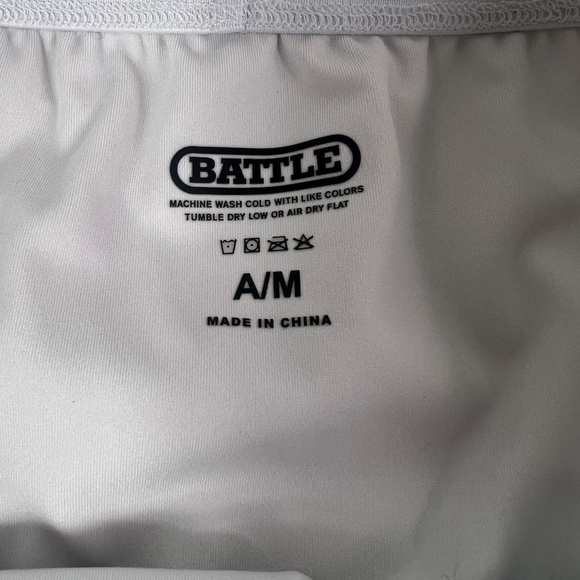 BATTLE
MACHINE WASH COLD WITH LIKE COLORS
TUMBLE DRY LOW OR AIR DRY FLAT
A/M
MADE IN CHINA